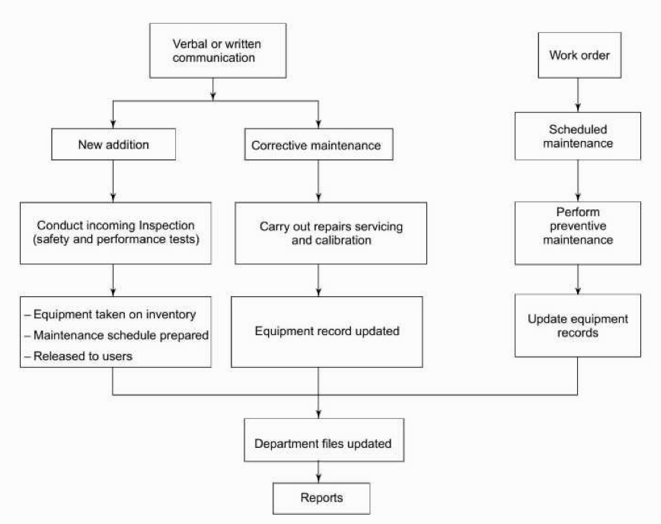 Verbal or written
communication
Work order
New addition
Corrective maintenance
Scheduled
maintenance
Conduct incoming Inspection
(safety and performance tests)
Carry out repairs servicing
and calibration
Perform
preventive
maintenance
– Equipment taken on inventory
– Maintenance schedule prepared
– Released to users
Equipment record updated
Update equipment
records
Department files updated
Reports